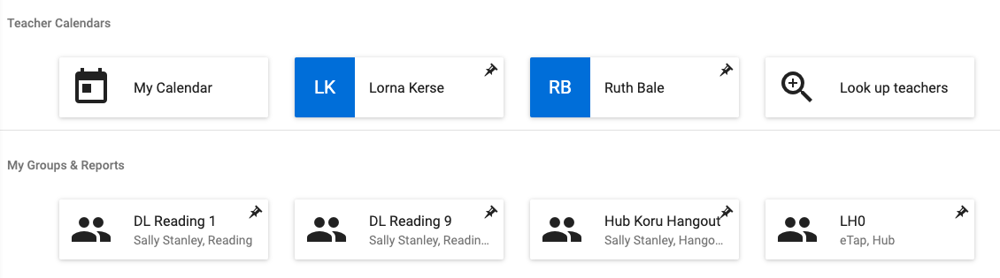 Teacher Calendars
My Calendar
LK
Lorna Kerse
RB
Ruth Bale
Look up teachers
My Groups & Reports
DL Reading 1
Sally Stanley, Reading
DL Reading 9
Sally Stanley, Readin...
Hub Koru Hangout
Sally Stanley, Hango...
LH0
eTap, Hub